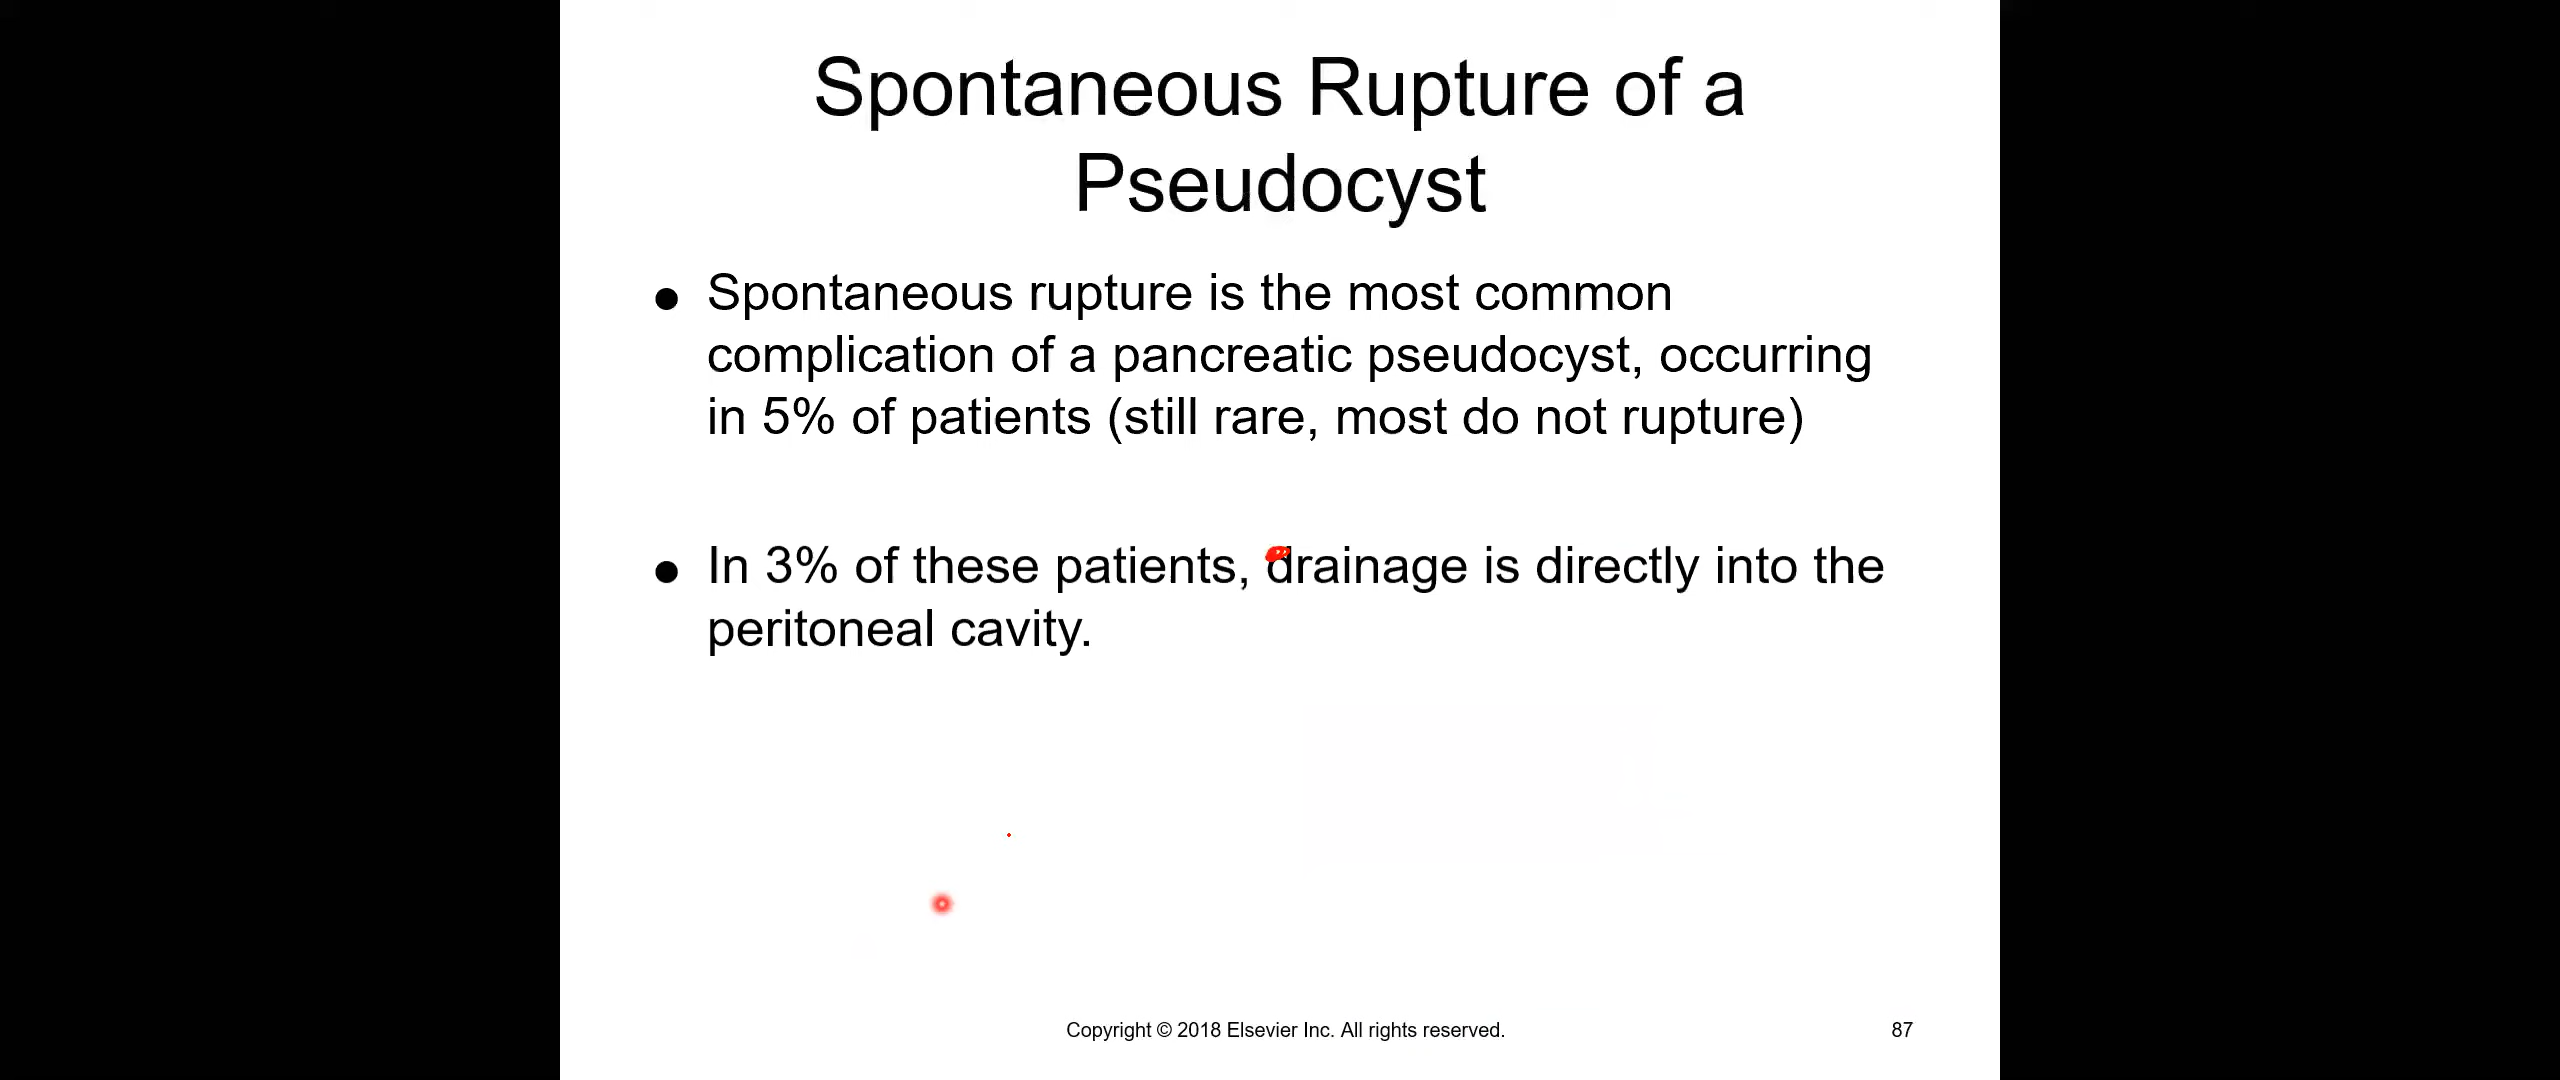 Spontaneous Rupture of a
Pseudocyst
● Spontaneous rupture is the most common
complication of a pancreatic pseudocyst, occurring
in 5% of patients (still rare, most do not rupture)
● In 3% of these patients, drainage is directly into the
peritoneal cavity.
Copyright © 2018 Elsevier Inc. All rights reserved.
87